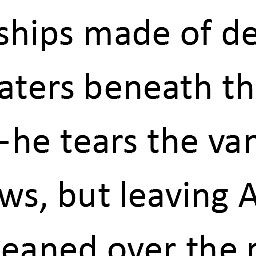 ships made of de
aters beneath th
-he tears the var
ws, but leaving A
eaned over the r